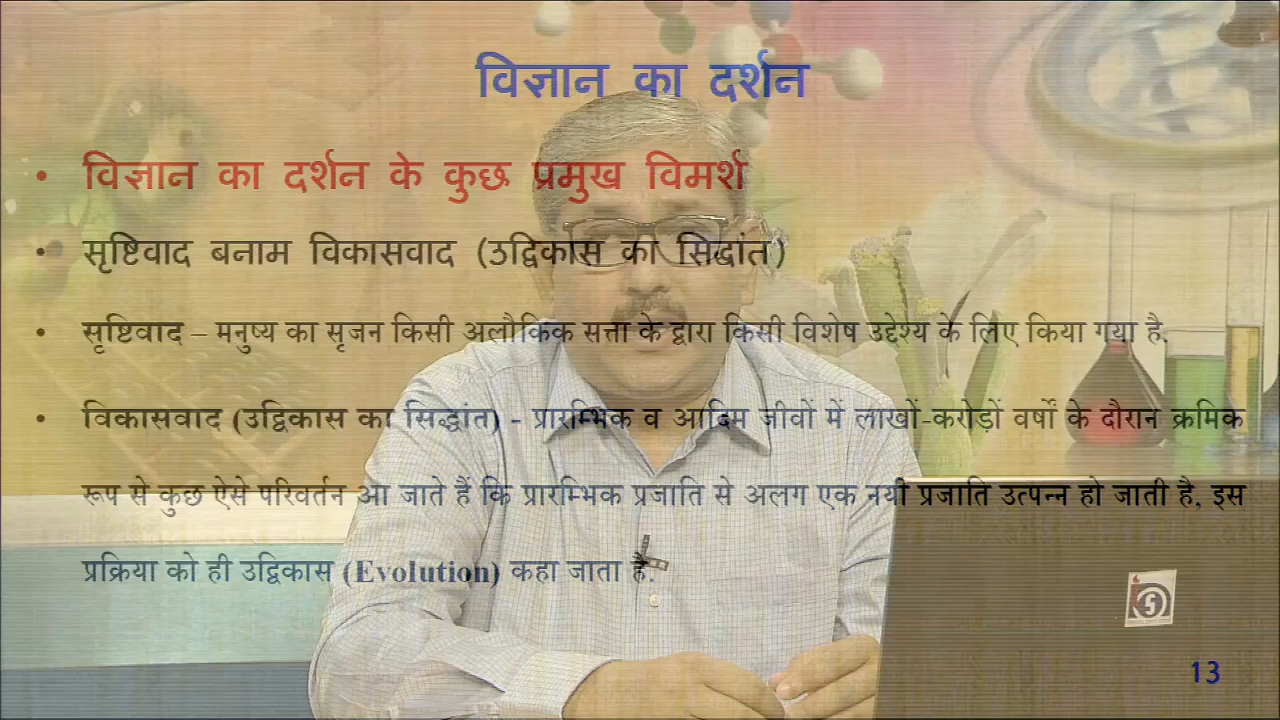 विज्ञान का दर्शन
• विज्ञान का दर्शन के कुछ प्रमुख विमर्श
• सृष्टिवाद बनाम विकासवाद (उद्विकास का सिद्धांत)
• सृष्टिवाद – मनुष्य का सृजन किसी अलौकिक सत्ता के द्वारा किसी विशेष उद्देश्य के लिए किया गया है.
• विकासवाद (उद्विकास का सिद्धांत) - प्रारम्भिक व आदिम जीवों में लाखों-करोड़ों वर्षों के दौरान क्रमिक
रूप से कुछ ऐसे परिवर्तन आ जाते हैं कि प्रारम्भिक प्रजाति से अलग एक नयी प्रजाति उत्पन्न हो जाती है, इस
प्रक्रिया को ही उद्विकास (Evolution) कहा जाता है.
13